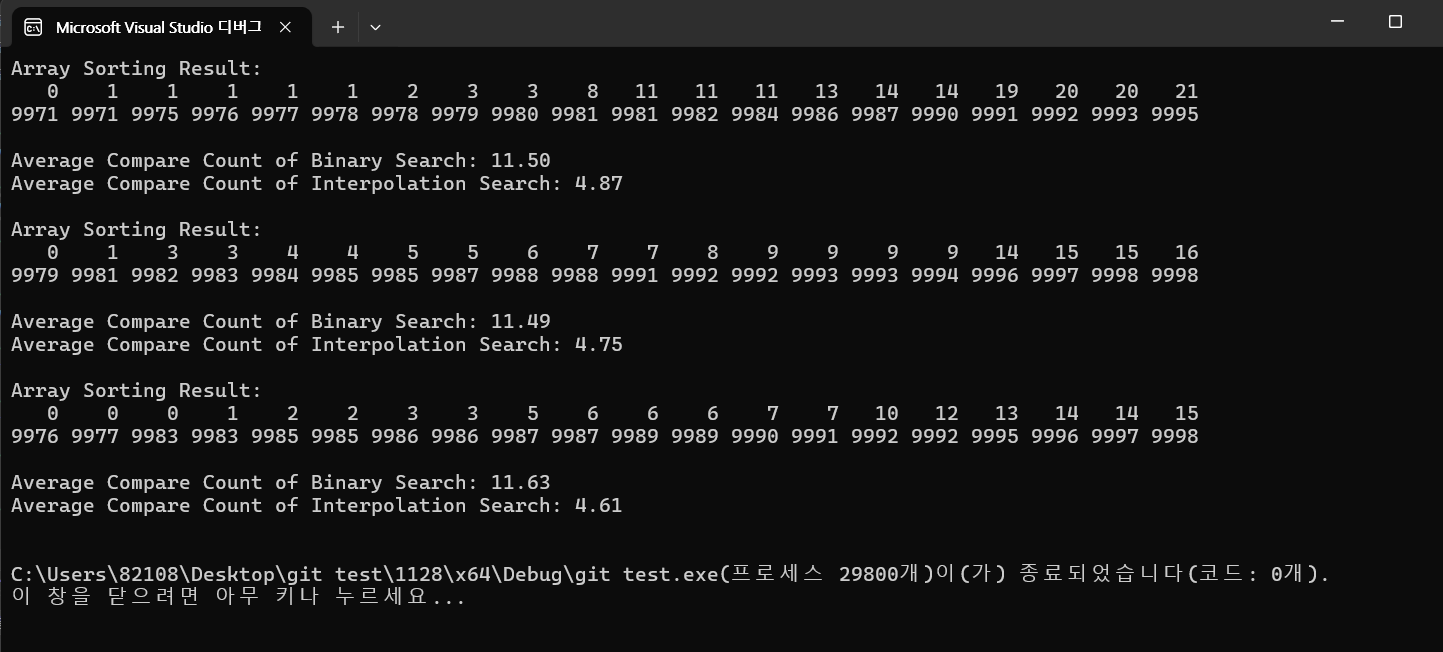 Microsoft Visual Studio 디버그
Array Sorting Result:
0 1 1 1 1 1 2 3 3 8 11 11 11 13 14 14 19 20 20 21
9971 9971 9975 9976 9977 9978 9978 9979 9980 9981 9981 9982 9984 9986 9987 9990 9991 9992 9993 9995
Average Compare Count of Binary Search: 11.50
Average Compare Count of Interpolation Search: 4.87
Array Sorting Result:
0 1 3 3 4 4 5 5 6 7 7 8 9 9 9 9 14 15 15 16
9979 9981 9982 9983 9984 9985 9985 9987 9988 9988 9991 9992 9992 9993 9993 9994 9996 9997 9998 9998
Average Compare Count of Binary Search: 11.49
Average Compare Count of Interpolation Search: 4.75
Array Sorting Result:
0 0 0 1 2 2 3 3 5 6 6 6 7 7 10 12 13 14 14 15
9976 9977 9983 9983 9985 9985 9986 9986 9987 9987 9989 9989 9990 9991 9992 9992 9995 9996 9997 9998
Average Compare Count of Binary Search: 11.63
Average Compare Count of Interpolation Search: 4.61
C:\Users\82108\Desktop\git test\1128\x64\Debug\git test.exe(프로세스 29800개)이(가) 종료되었습니다(코드: 0개).
이 창을 닫으려면 아무 키나 누르세요...